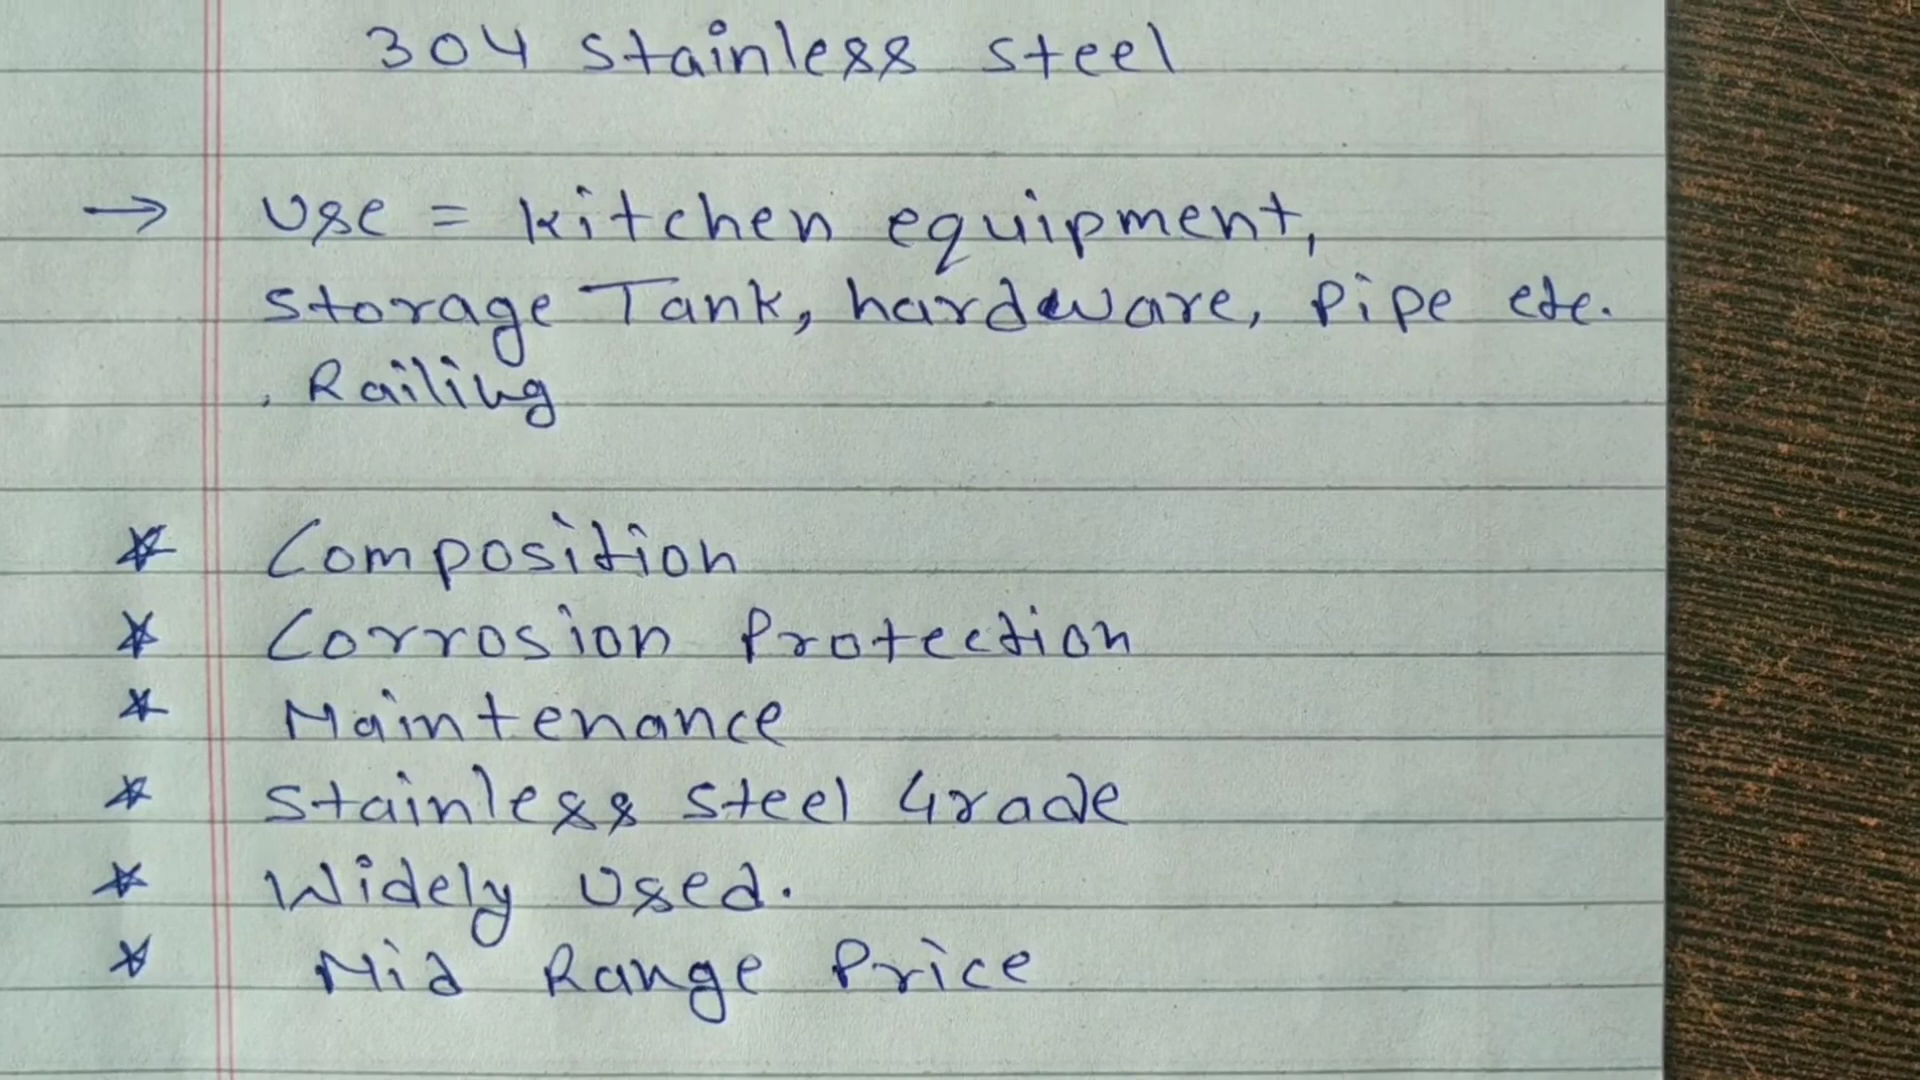 304 Stainless steel
→ Use = kitchen equipment,
Storage Tank, hardware, Pipe etc.
, Railing
* Composition
* Corrosion Protection
* Maintenance
* Stainless steel Grade
* Widely Used.
* Mid Range Price